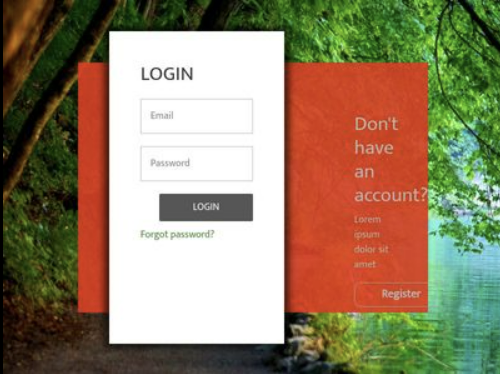 LOGIN
Email
Password
LOGIN
Forgot password?
Don't
have
an
account?
Lorem
ipsum
dolor sit
amet
Register